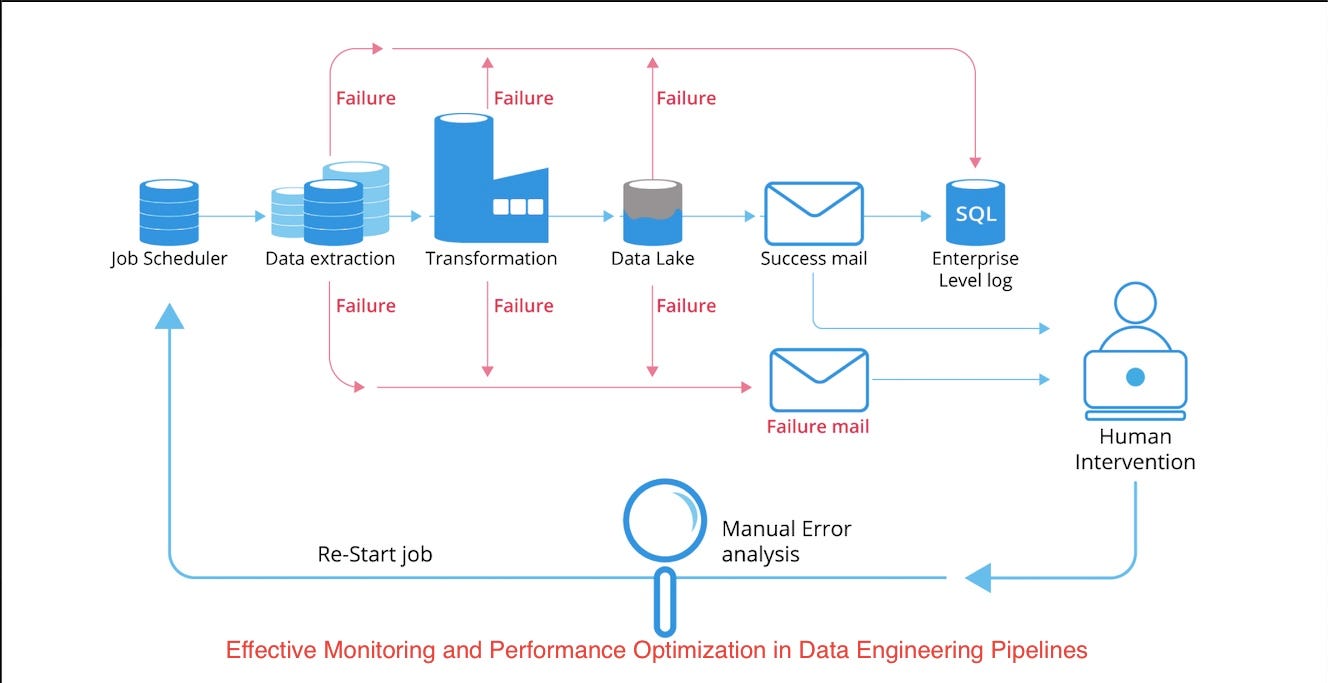 Failure
Failure
Failure
SQL
Job Scheduler
Data extraction
Transformation
Data Lake
Success mail
Enterprise
Level log
Failure
Failure
Failure
Failure mail
Human
Intervention
Manual Error
analysis
Re-Start job
Effective Monitoring and Performance Optimization in Data Engineering Pipelines